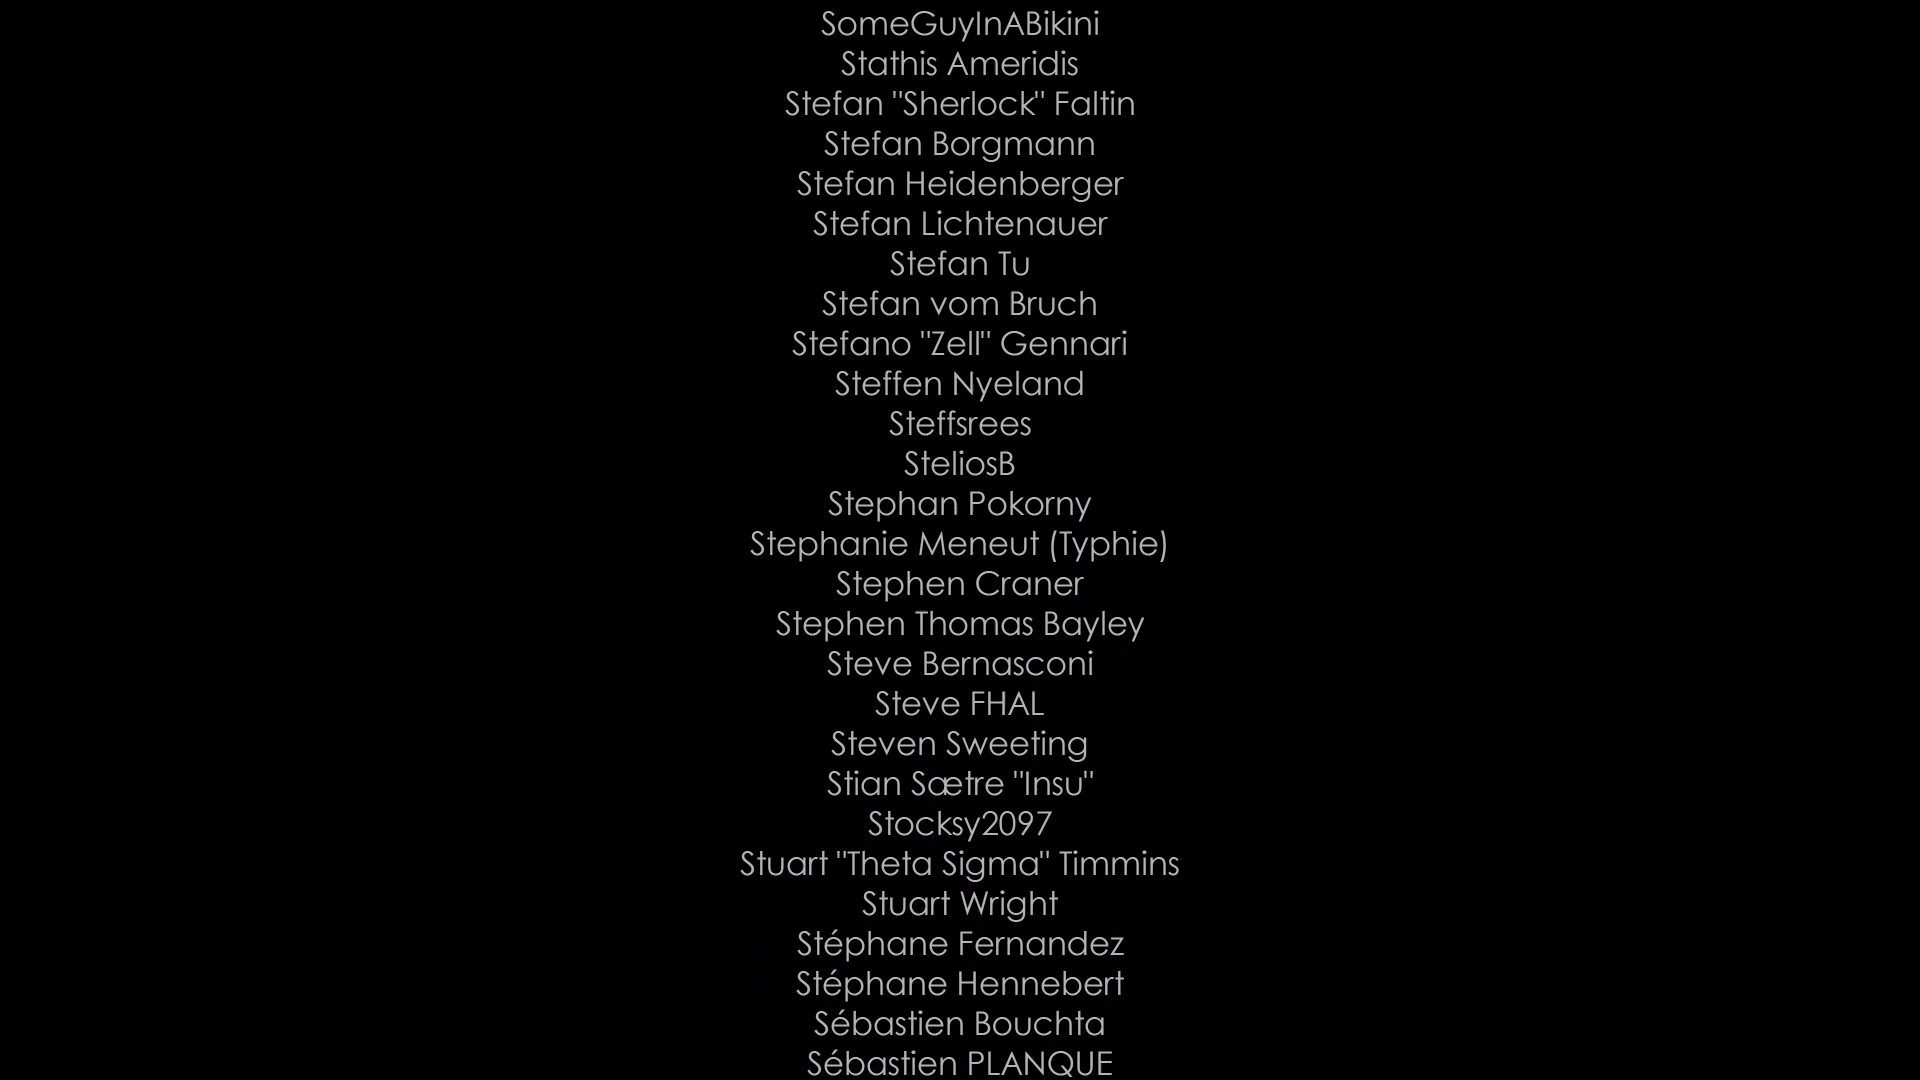 SomeGuyInABikini
Stathis Ameridis
Stefan "Sherlock" Faltin
Stefan Borgmann
Stefan Heidenberger
Stefan Lichtenauer
Stefan Tu
Stefan vom Bruch
Stefano "Zell" Gennari
Steffen Nyeland
Steffsrees
SteliosB
Stephan Pokorny
Stephanie Meneut (Typhie)
Stephen Craner
Stephen Thomas Bayley
Steve Bernasconi
Steve FHAL
Steven Sweeting
Stian Sætre "Insu"
Stocksy2097
Stuart "Theta Sigma" Timmins
Stuart Wright
Stéphane Fernandez
Stéphane Hennebert
Sébastien Bouchta
Sébastien PLANQUE